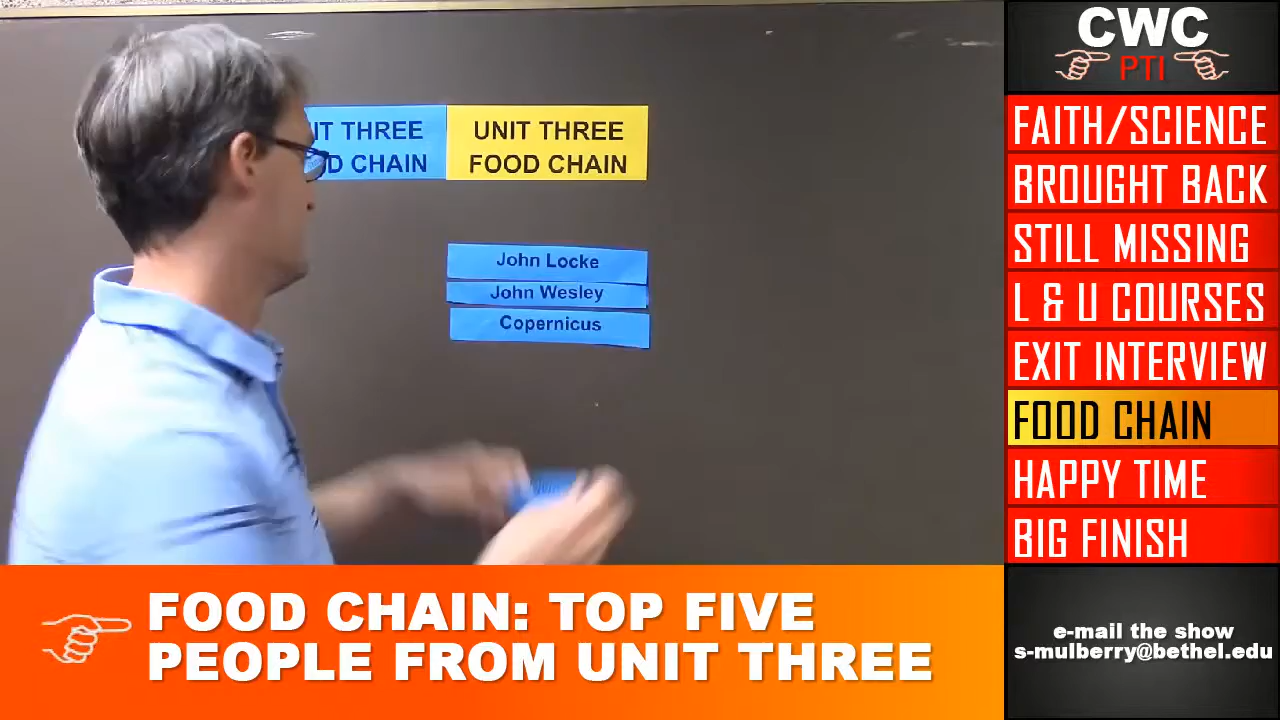 CWC
PTI
IT THREE
D CHAIN
UNIT THREE
FOOD CHAIN
John Locke
John Wesley
Copernicus
FAITH/SCIENCE
BROUGHT BACK
STILL MISSING
L & U COURSES
EXIT INTERVIEW
FOOD CHAIN
HAPPY TIME
BIG FINISH
FOOD CHAIN: TOP FIVE
PEOPLE FROM UNIT THREE
e-mail the show
s-mulberry@bethel.edu